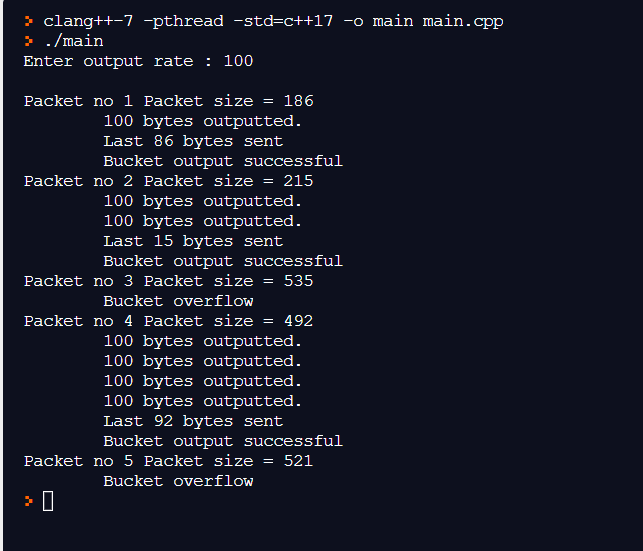 > clang++-7 -pthread -std=c++17 -o main main.cpp
> ./main
Enter output rate : 100
Packet no 1 Packet size = 186
100 bytes outputted.
Last 86 bytes sent
Bucket output successful
Packet no 2 Packet size = 215
100 bytes outputted.
100 bytes outputted.
Last 15 bytes sent
Bucket output successful
Packet no 3 Packet size = 535
Bucket overflow
Packet no 4 Packet size = 492
100 bytes outputted.
100 bytes outputted.
100 bytes outputted.
100 bytes outputted.
Last 92 bytes sent
Bucket output successful
Packet no 5 Packet size = 521
Bucket overflow
>